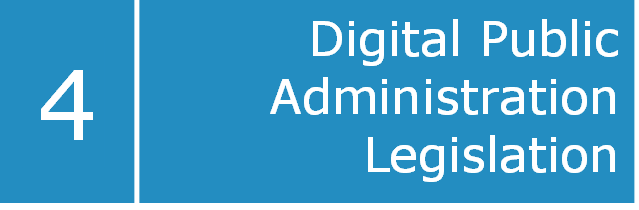 4
Digital Public
Administration
Legislation